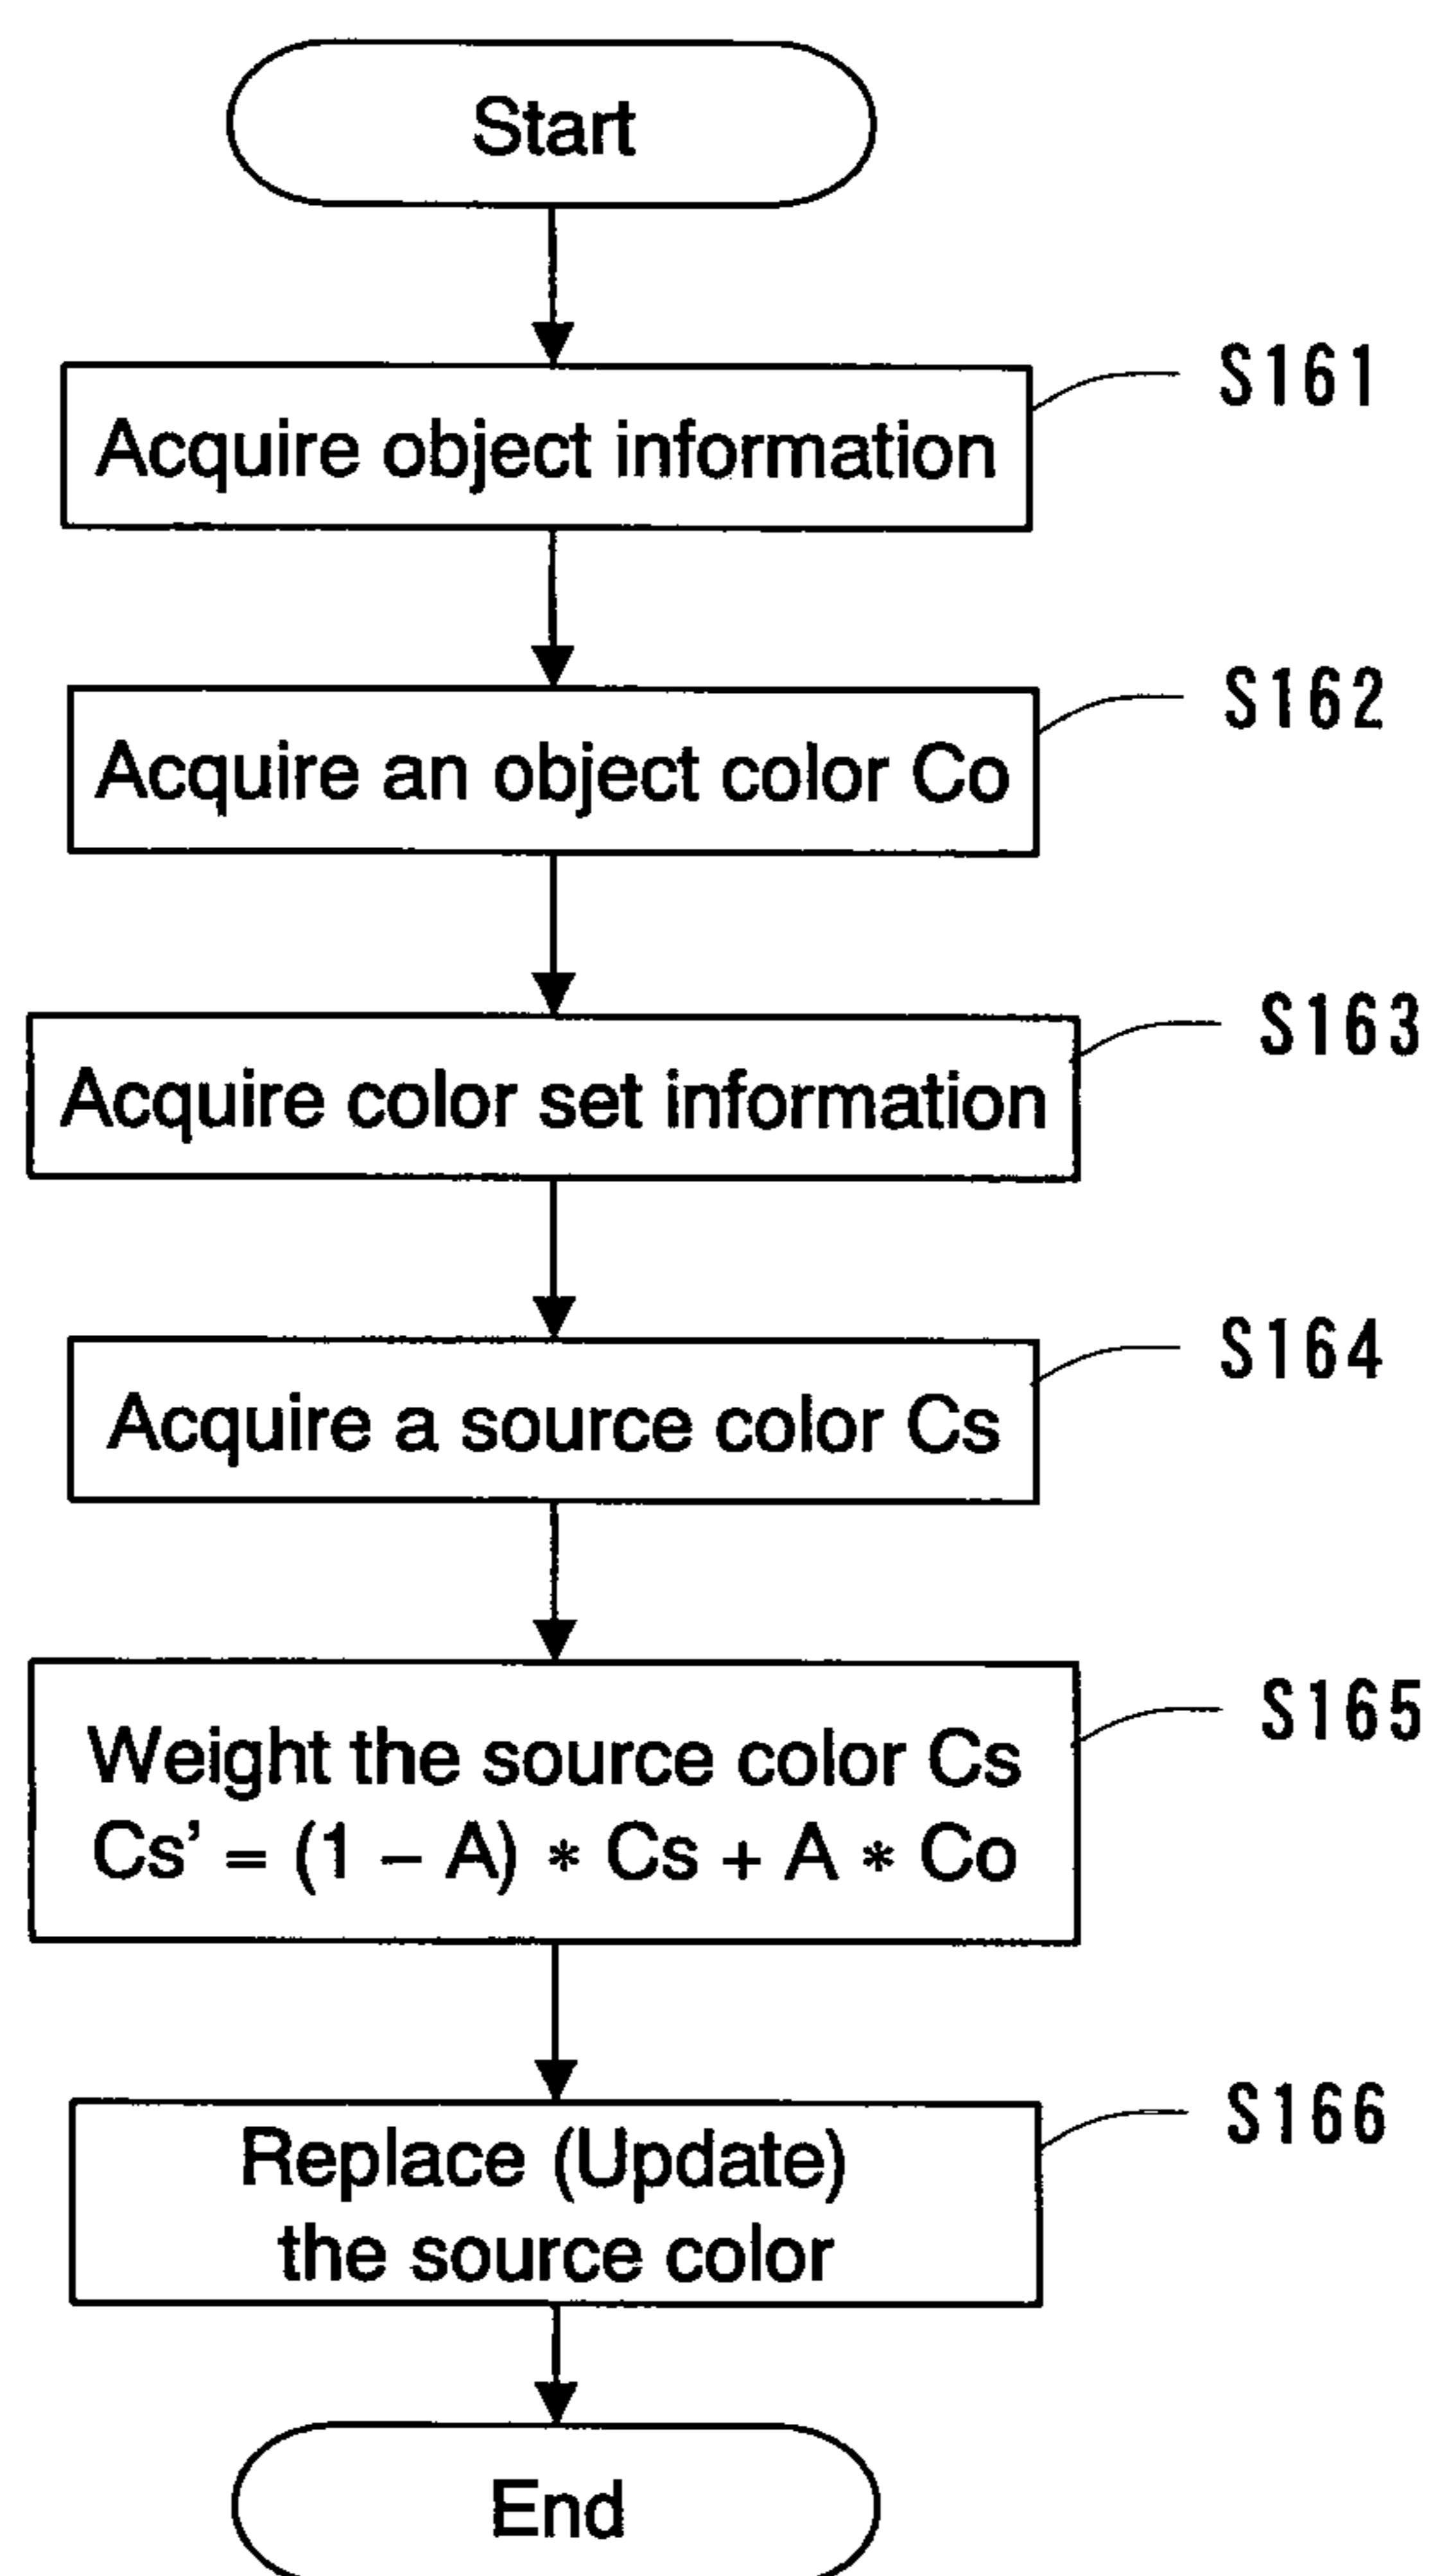 Start
S161
Acquire object information
S162
Acquire an object color Co
S163
Acquire color set information
S164
Acquire a source color Cs
S165
Weight the source color Cs
Cs’ = (1 – A) * Cs + A * Co
S166
Replace (Update)
the source color
End